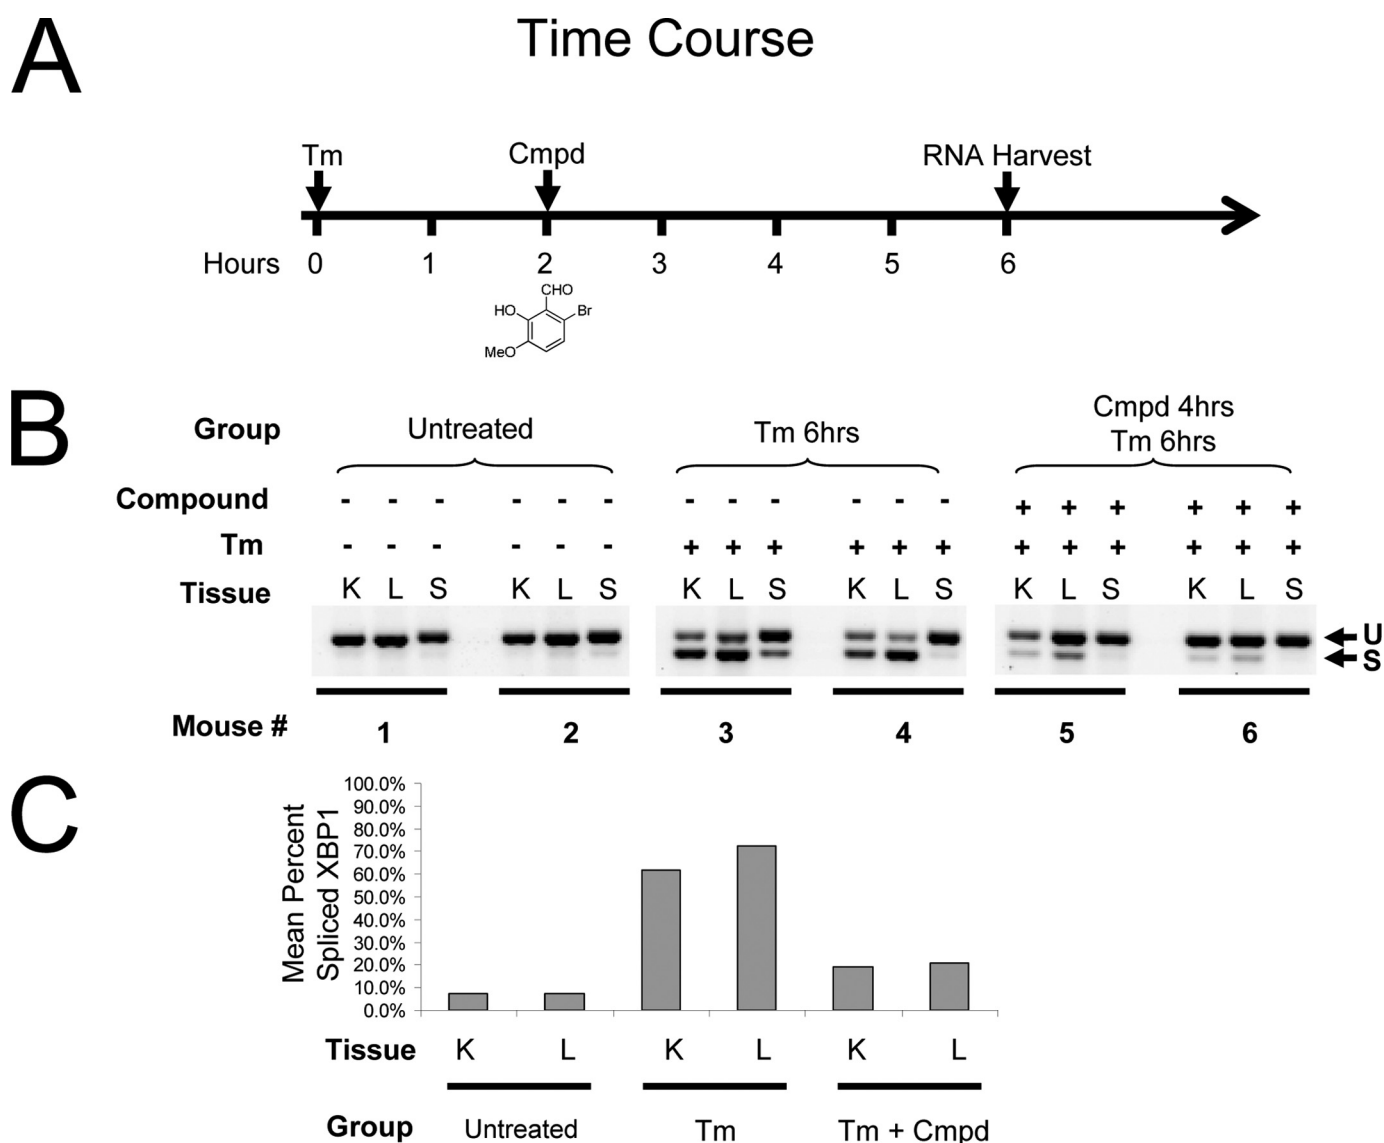 A
Time Course
Tm Cmpd RNA Harvest
Hours 0 1 2 3 4 5 6
CHO
HO Br
MeO
B
Group Untreated Tm 6hrs Cmpd 4hrs
Tm 6hrs
Compound - - - - - - - - - - - - + + + + + +
Tm - - - - - - + + + + + + + + + + + +
Tissue K L S K L S K L S K L S K L S K L S
U
S
Mouse # 1 2 3 4 5 6
C
Mean Percent
Spliced XBP1
100.0%
90.0%
80.0%
70.0%
60.0%
50.0%
40.0%
30.0%
20.0%
10.0%
0.0%
Tissue K L K L K L
Group Untreated Tm Tm + Cmpd